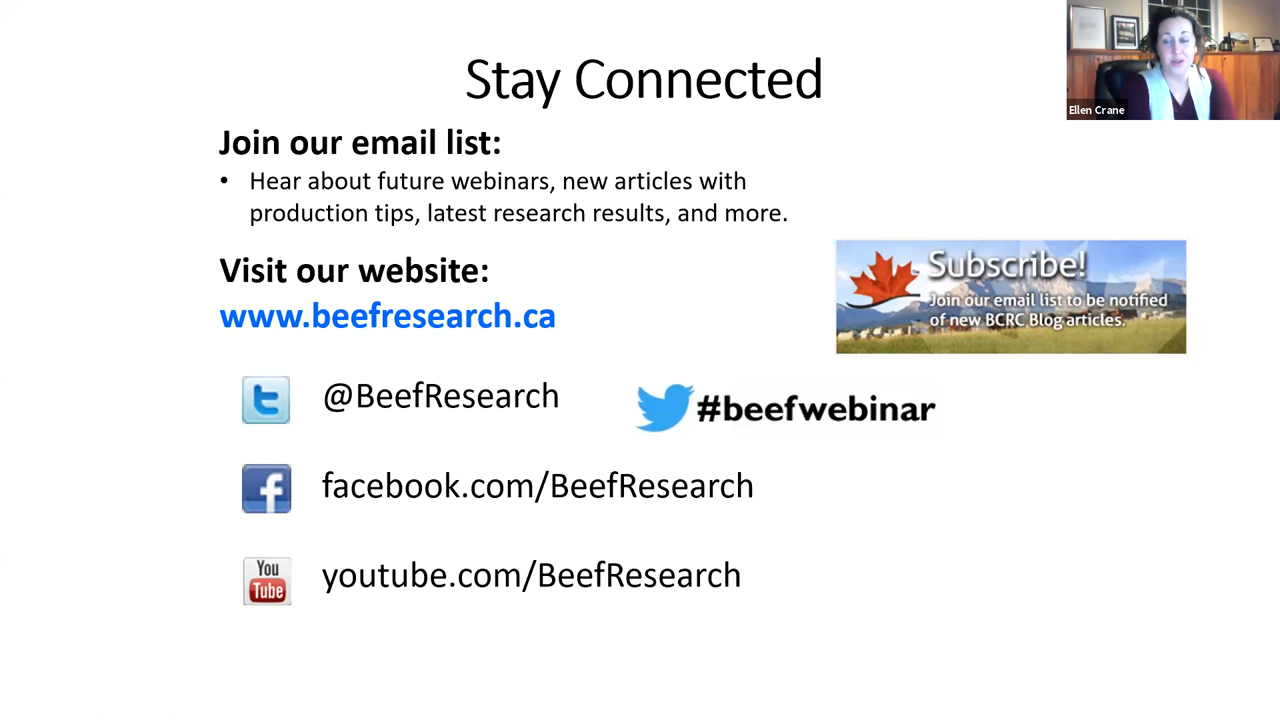 Stay Connected
Ellen Crane
Join our email list:
• Hear about future webinars, new articles with
production tips, latest research results, and more.
Visit our website:
www.beefresearch.ca
Subscribe!
Join our email list to be notified
of new BCRC Blog articles.
@BeefResearch
#beefwebinar
facebook.com/BeefResearch
You
Tube
youtube.com/BeefResearch